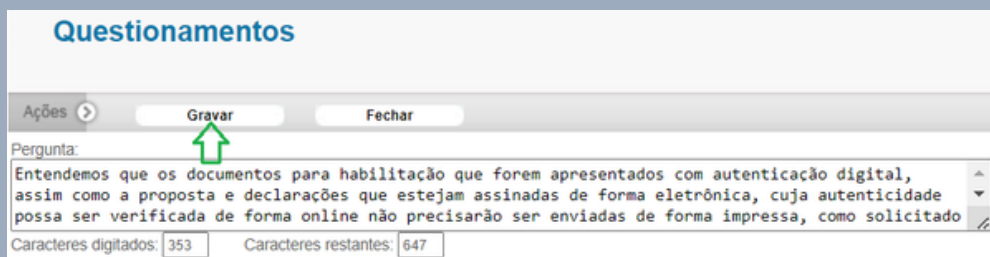 Questionamentos
Ações
Gravar
Fechar
Pergunta:
Entendemos que os documentos para habilitação que forem apresentados com autenticação digital,
assim como a proposta e declarações que estejam assinadas de forma eletrônica, cuja autenticidade
possa ser verificada de forma online não precisarão ser enviadas de forma impressa, como solicitado
Caracteres digitados: 353 Caracteres restantes: 647